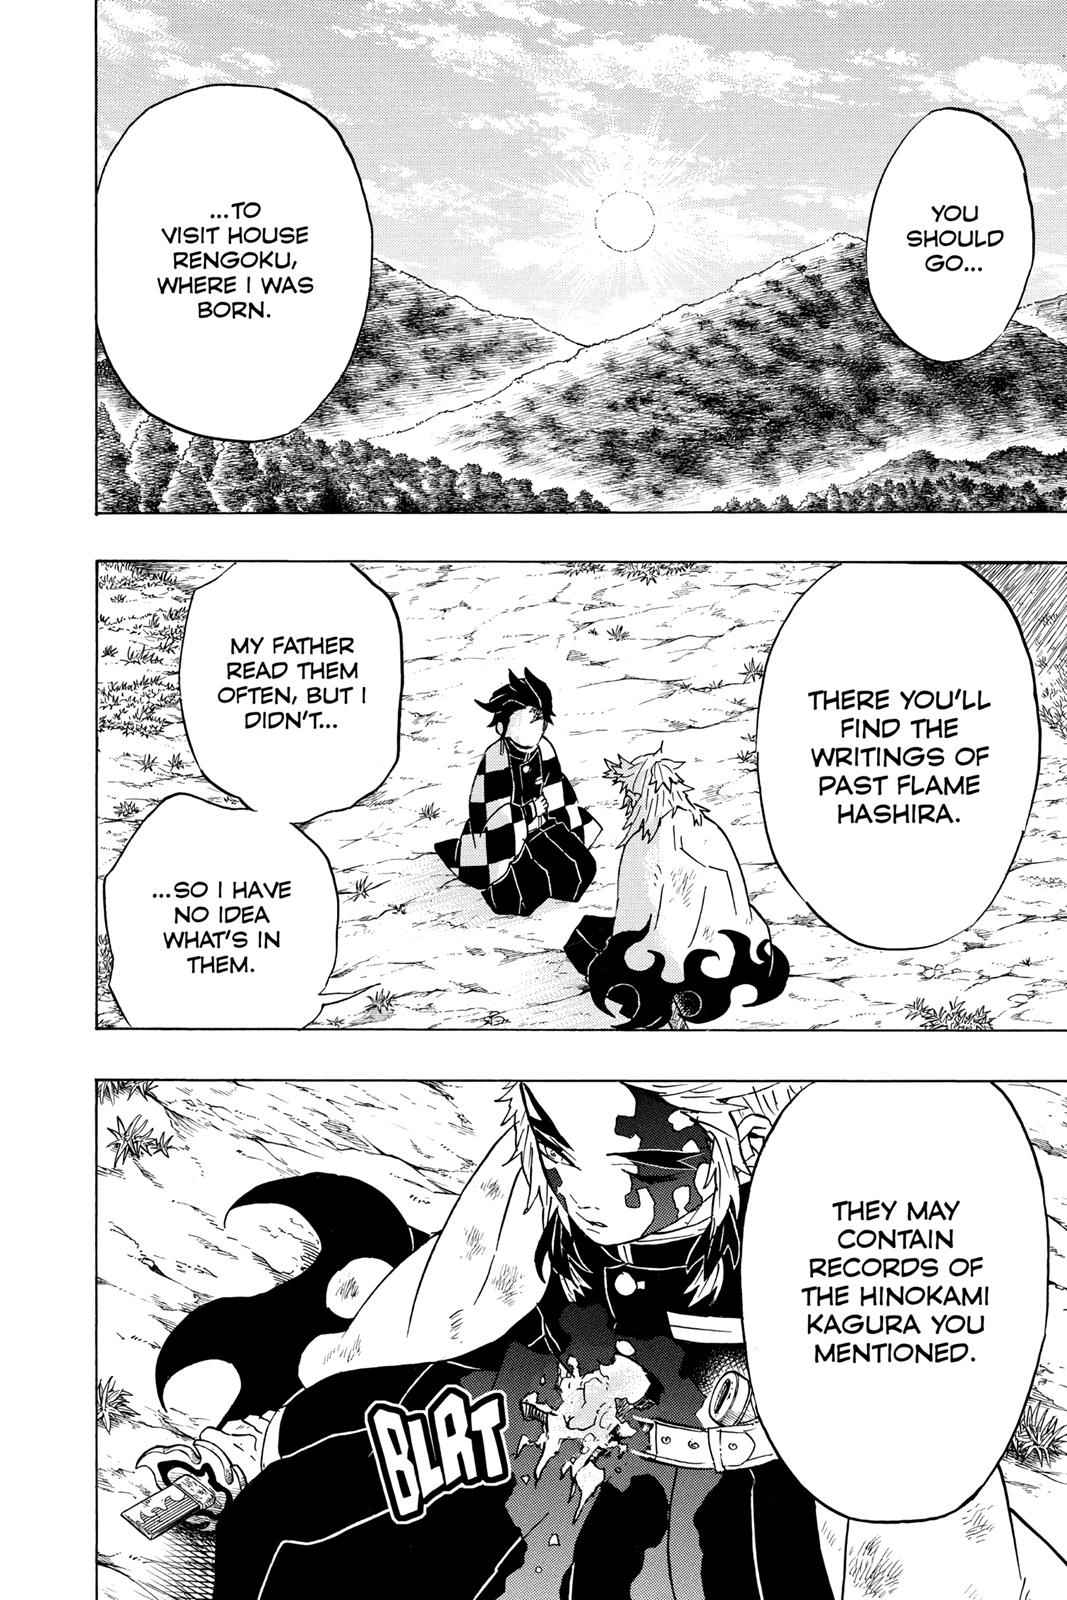 YOU
SHOULD
GO...
...TO
VISIT HOUSE
RENGOKU,
WHERE I WAS
BORN.
THERE YOU'LL
FIND THE
WRITINGS OF
PAST FLAME
HASHIRA.
MY FATHER
READ THEM
OFTEN, BUT I
DIDN'T...
...SO I HAVE
NO IDEA
WHAT'S IN
THEM.
THEY MAY
CONTAIN
RECORDS OF
THE HINOKAMI
KAGURA YOU
MENTIONED.
BLRT